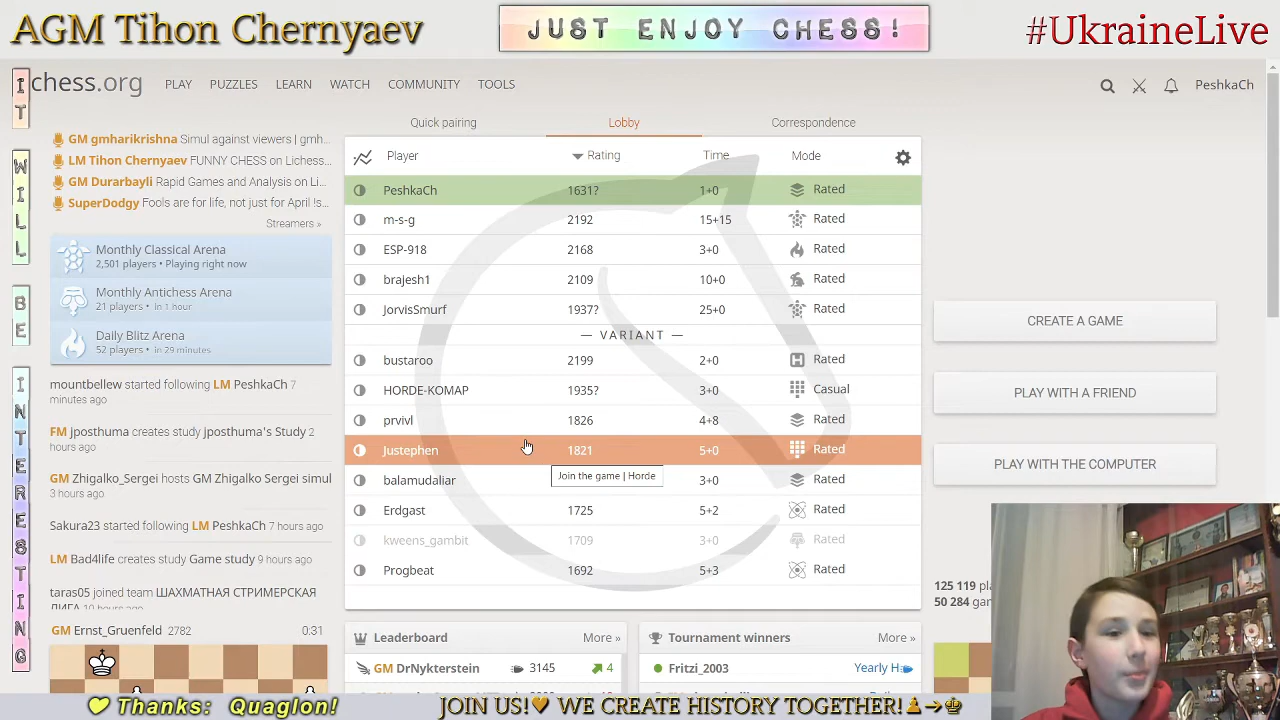 AGM Tihon Chernyaev
JUST ENJOY CHESS!
#UkraineLive
IT
WILL
BE
INTERESTING
chess.org
PLAY
PUZZLES
LEARN
WATCH
COMMUNITY
TOOLS
PeshkaCh
GM gmharikrishna Simul against viewers | gmh...
LM Tihon Chernyaev FUNNY CHESS on Lichess...
GM Durarbayli Rapid Games and Analysis on Li...
SuperDodgy Fools are for life, not just for April !s...
Streamers »
Monthly Classical Arena
2,501 players • Playing right now
Monthly Antichess Arena
21 players • in 1 hour
Daily Blitz Arena
52 players • in 29 minutes
mountbellew started following LM PeshkaCh 7
minutes ago
FM jposthuma creates study jposthuma's Study 2
hours ago
GM Zhigalko_Sergei hosts GM Zhigalko Sergei simul
3 hours ago
Sakura23 started following LM PeshkaCh 7 hours ago
LM Bad4life creates study Game study 9 hours ago
taras05 joined team ШАХМАТНАЯ СТРИМЕРСКАЯ
ЛИГА 10 hours ago
GM Ernst_Gruenfeld 2782 0:31
Quick pairing
Lobby
Correspondence
Player Rating Time Mode
PeshkaCh 1631? 1+0 Rated
m-s-g 2192 15+15 Rated
ESP-918 2168 3+0 Rated
brajesh1 2109 10+0 Rated
JorvisSmurf 1937? 25+0 Rated
— VARIANT —
bustaroo 2199 2+0 Rated
HORDE-KOMAP 1935? 3+0 Casual
prvivl 1826 4+8 Rated
Justephen 1821 5+0 Rated
Join the game | Horde
balamudaliar 3+0 Rated
Erdgast 1725 5+2 Rated
kweens_gambit 1709 3+0 Rated
Progbeat 1692 5+3 Rated
CREATE A GAME
PLAY WITH A FRIEND
PLAY WITH THE COMPUTER
125 119 pl
50 284 gam
Leaderboard More »
GM DrNykterstein 3145 4
Tournament winners More »
Fritzi_2003 Yearly H
Thanks: Quaglon!
JOIN US! WE CREATE HISTORY TOGETHER!